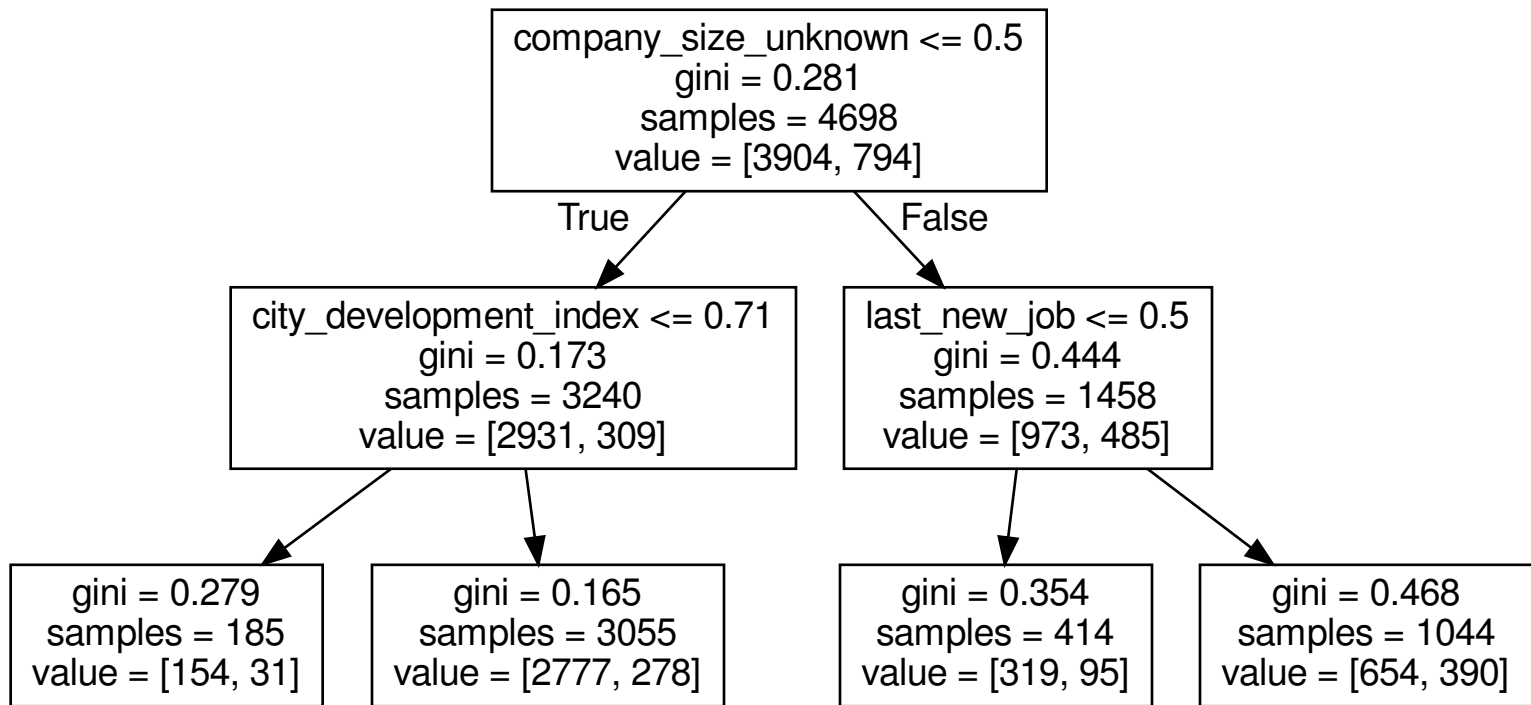 company_size_unknown <= 0.5
gini = 0.281
samples = 4698
value = [3904, 794]
True
False
city_development_index <= 0.71
gini = 0.173
samples = 3240
value = [2931, 309]
last_new_job <= 0.5
gini = 0.444
samples = 1458
value = [973, 485]
gini = 0.279
samples = 185
value = [154, 31]
gini = 0.165
samples = 3055
value = [2777, 278]
gini = 0.354
samples = 414
value = [319, 95]
gini = 0.468
samples = 1044
value = [654, 390]